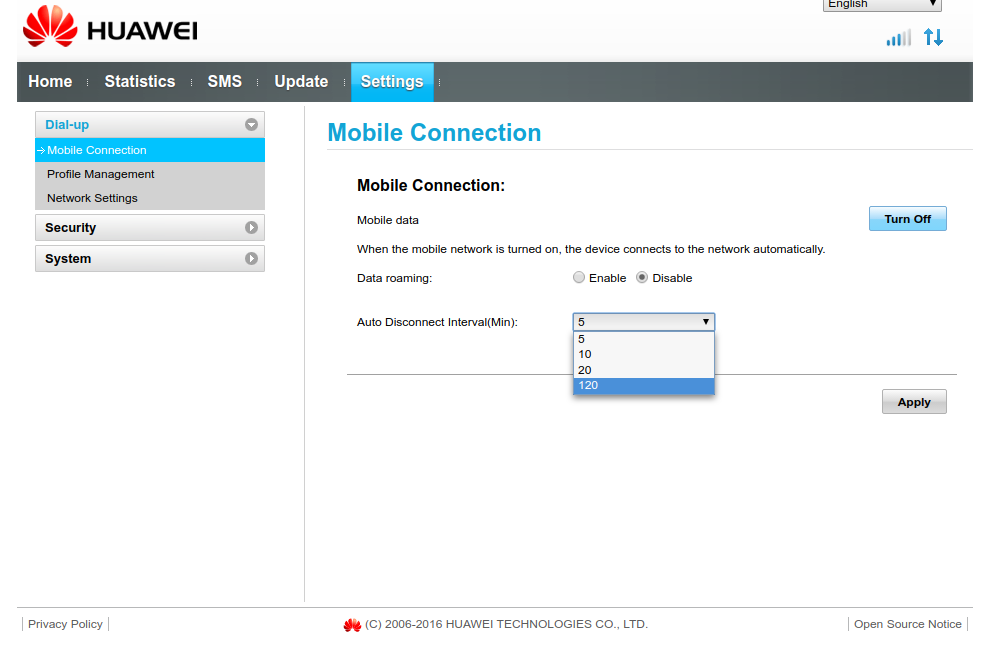 English
HUAWEI
Home Statistics SMS Update Settings
Dial-up
Mobile Connection
Profile Management
Network Settings
Security
System
Mobile Connection
Mobile Connection:
Mobile data
Turn Off
When the mobile network is turned on, the device connects to the network automatically.
Data roaming: Enable Disable
Auto Disconnect Interval(Min): 5
5
10
20
120
Apply
Privacy Policy (C) 2006-2016 HUAWEI TECHNOLOGIES CO., LTD. Open Source Notice